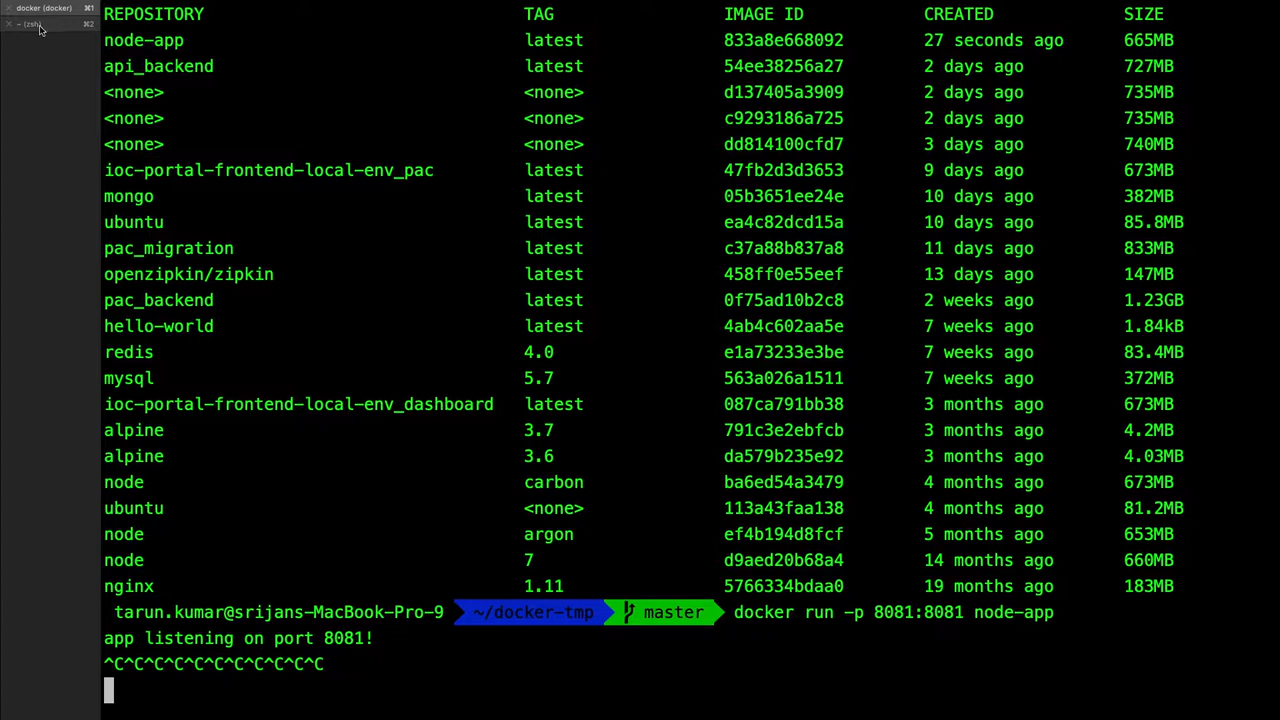 docker (docker) ⌘1
~ (zsh) ⌘2
REPOSITORY TAG IMAGE ID CREATED SIZE
node-app latest 833a8e668092 27 seconds ago 665MB
api_backend latest 54ee38256a27 2 days ago 727MB
<none> <none> d137405a3909 2 days ago 735MB
<none> <none> c9293186a725 2 days ago 735MB
<none> <none> dd814100cfd7 3 days ago 740MB
ioc-portal-frontend-local-env_pac latest 47fb2d3d3653 9 days ago 673MB
mongo latest 05b3651ee24e 10 days ago 382MB
ubuntu latest ea4c82dcd15a 10 days ago 85.8MB
pac_migration latest c37a88b837a8 11 days ago 833MB
openzipkin/zipkin latest 458ff0e55eef 13 days ago 147MB
pac_backend latest 0f75ad10b2c8 2 weeks ago 1.23GB
hello-world latest 4ab4c602aa5e 7 weeks ago 1.84kB
redis 4.0 e1a73233e3be 7 weeks ago 83.4MB
mysql 5.7 563a026a1511 7 weeks ago 372MB
ioc-portal-frontend-local-env_dashboard latest 087ca791bb38 3 months ago 673MB
alpine 3.7 791c3e2ebfcb 3 months ago 4.2MB
alpine 3.6 da579b235e92 3 months ago 4.03MB
node carbon ba6ed54a3479 4 months ago 673MB
ubuntu <none> 113a43faa138 4 months ago 81.2MB
node argon ef4b194d8fcf 5 months ago 653MB
node 7 d9aed20b68a4 14 months ago 660MB
nginx 1.11 5766334bdaa0 19 months ago 183MB
tarun.kumar@srijans-MacBook-Pro-9 ~/docker-tmp master docker run -p 8081:8081 node-app
app listening on port 8081!
^C^C^C^C^C^C^C^C^C^C^C